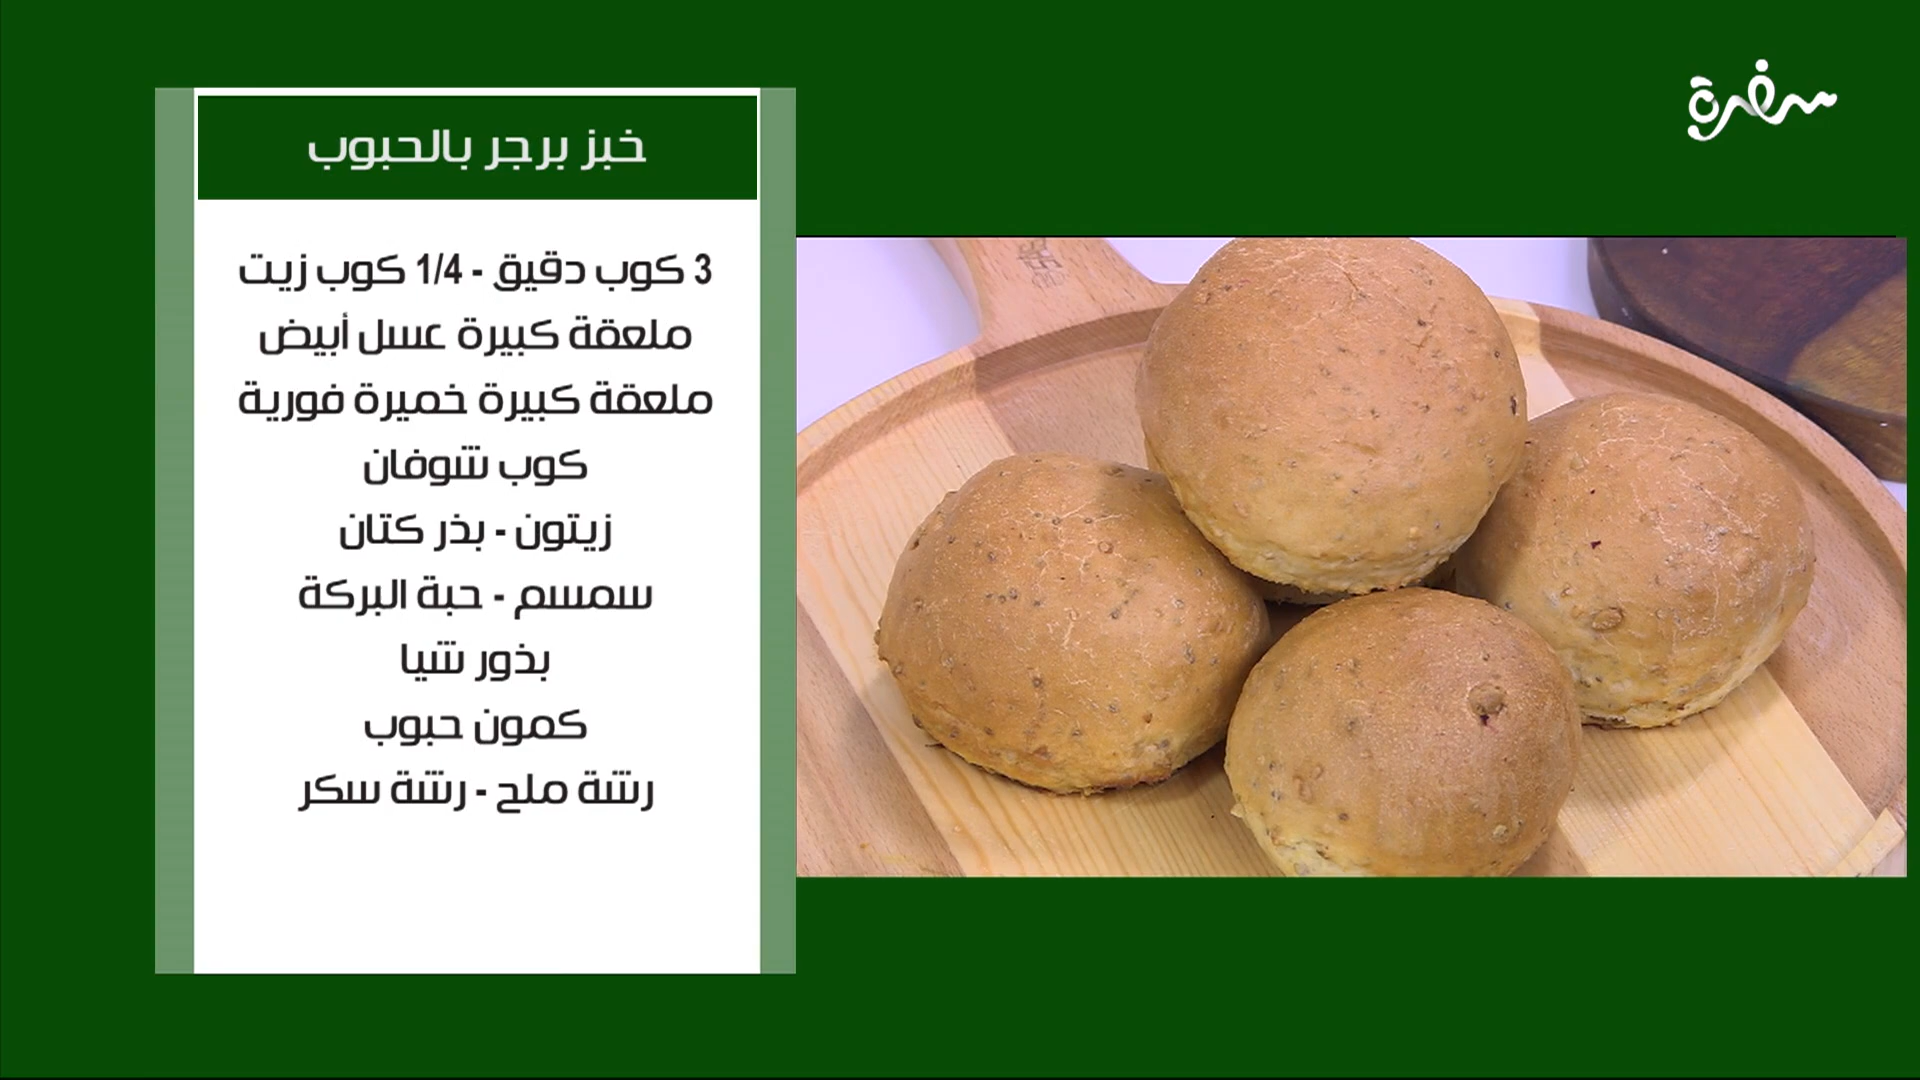 سفرة
خبز برجر بالحبوب
3 كوب دقيق - 1/4 كوب زيت
ملعقة كبيرة عسل أبيض
ملعقة كبيرة خميرة فورية
كوب شوفان
زيتون - بذر كتان
سمسم - حبة البركة
بذور شيا
كمون حبوب
رشة ملح - رشة سكر